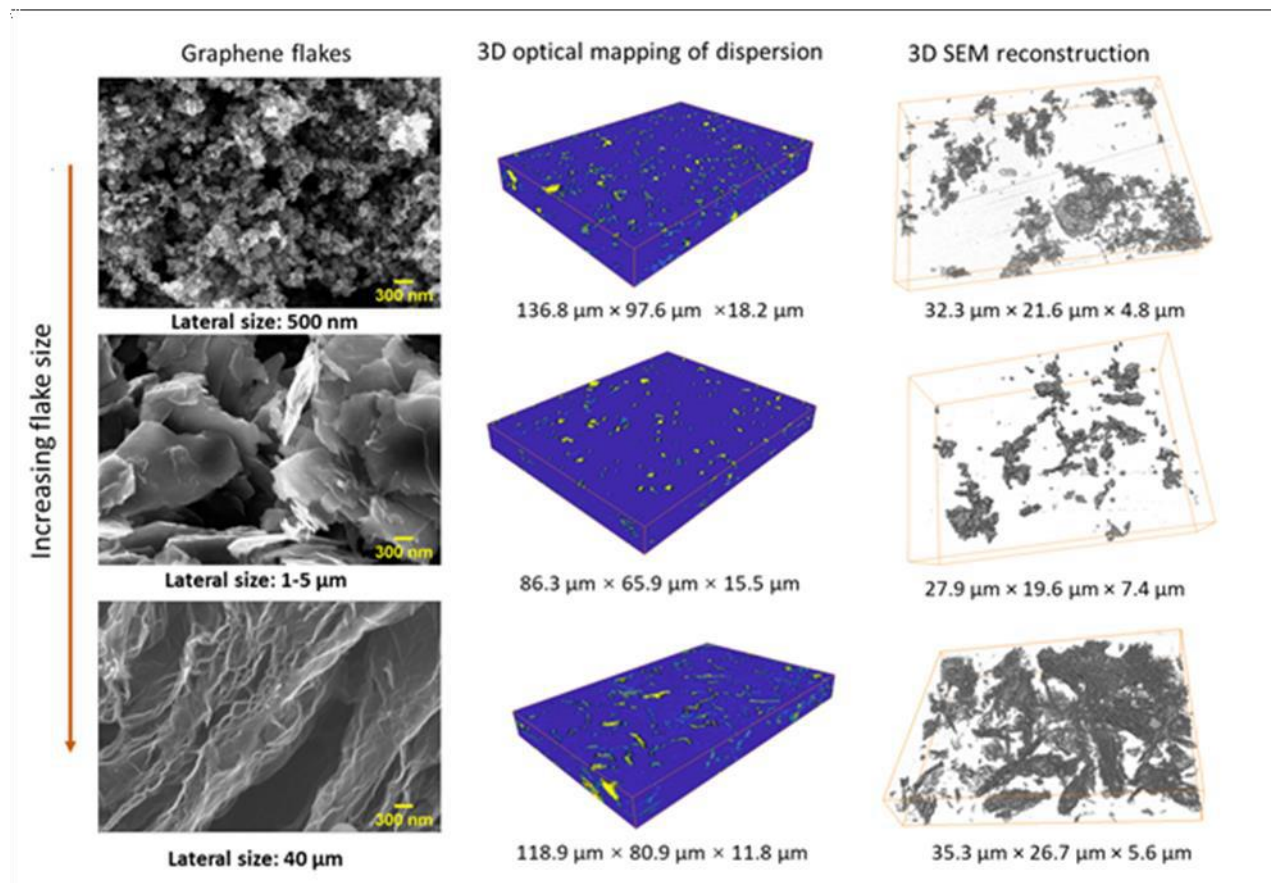 Graphene flakes
3D optical mapping of dispersion
3D SEM reconstruction
Increasing flake size
300 nm
Lateral size: 500 nm
136.8 μm × 97.6 μm ×18.2 μm
32.3 μm × 21.6 μm × 4.8 μm
300 nm
Lateral size: 1-5 μm
86.3 μm × 65.9 μm × 15.5 μm
27.9 μm × 19.6 μm × 7.4 μm
300 nm
Lateral size: 40 μm
118.9 μm × 80.9 μm × 11.8 μm
35.3 μm × 26.7 μm × 5.6 μm